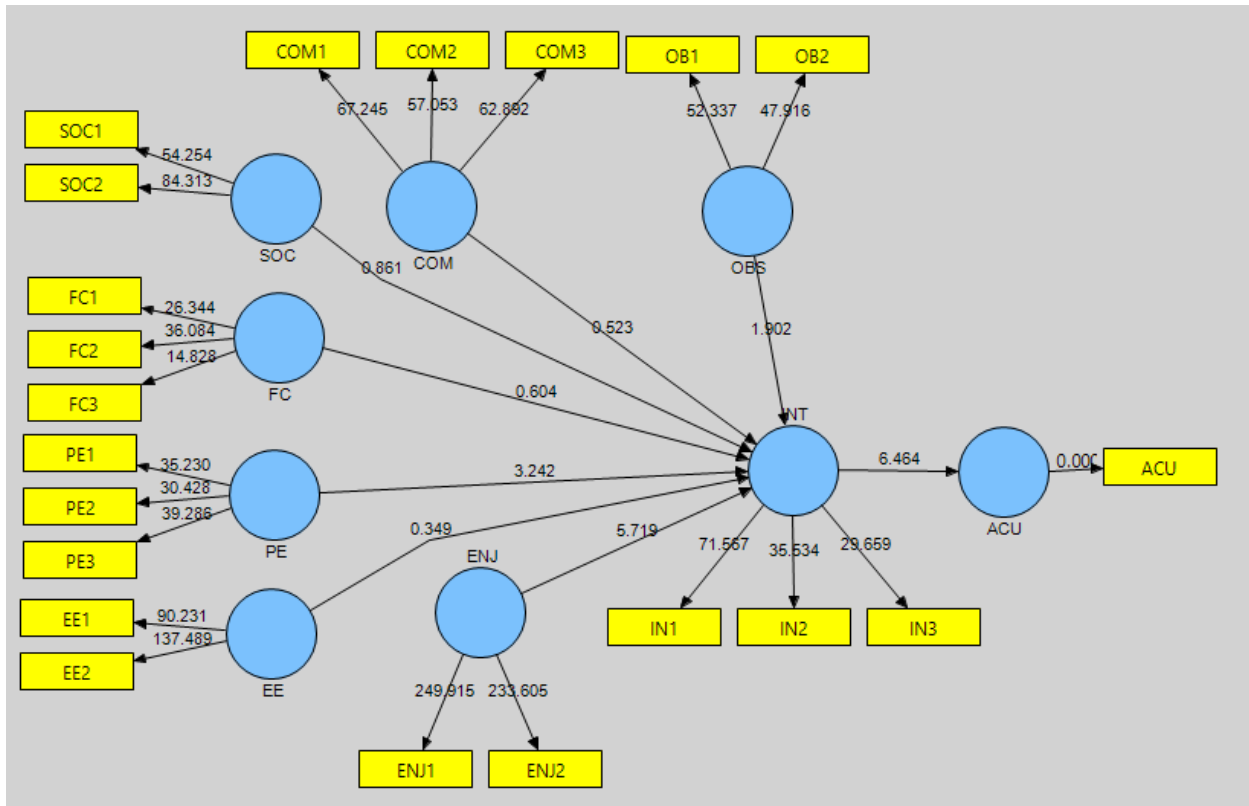 COM1
COM2
COM3
OB1
OB2
67.245
57.053
62.892
52.337
47.916
SOC1
SOC2
54.254
84.313
SOC
COM
OBS
0.861
0.523
1.902
FC1
FC2
FC3
26.344
36.084
14.828
FC
0.604
PE1
PE2
PE3
35.230
30.428
39.286
PE
3.242
0.349
ENJ
5.719
INT
6.464
ACU
0.000
ACU
71.567
35.534
29.659
IN1
IN2
IN3
EE1
EE2
90.231
137.489
EE
249.915
233.605
ENJ1
ENJ2